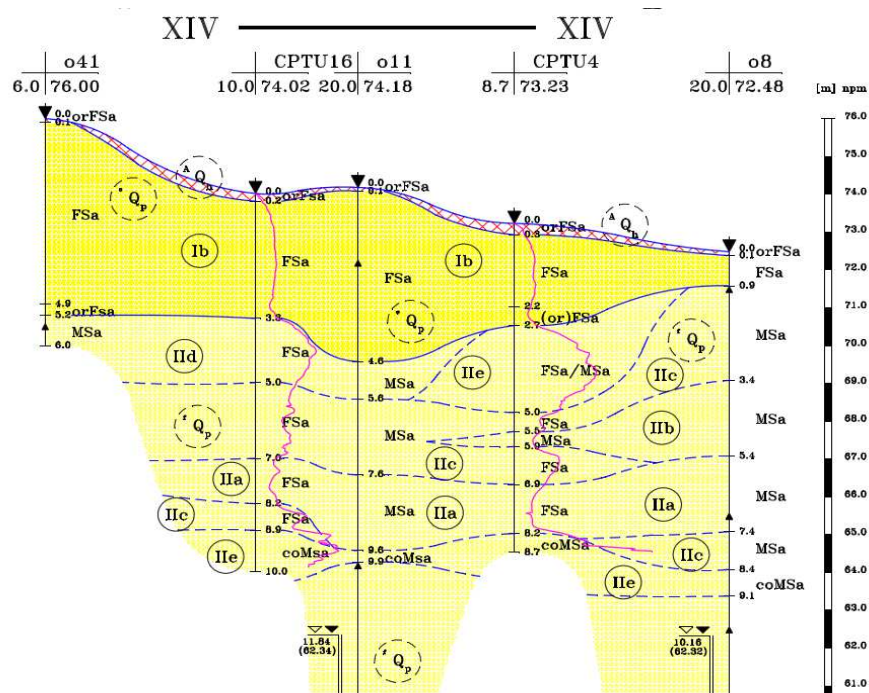 XIV XIV
o41 CPTU16 o11 CPTU4 o8
6.0 76.00 10.0 74.02 20.0 74.18 8.7 73.23 20.0 72.48 [m] npm
0.0 orFSa 76.0
0.1
75.0
A Qh
e Qp 0.0 0.0 orFSa 74.0
0.2 orFsa 0.1
FSa 0.0 A Qh
0.3 orFSa 73.0
Ib Ib 0.0 orFSa
0.1
FSa FSa FSa FSa 72.0
0.9
4.9 2.2 71.0
5.2 orFSa 3.3 e Qp 2.7 (or)FSa
MSa f Qp MSa
6.0 IId FSa 4.6 70.0
MSa IIe FSa/MSa IIc
5.0 5.6 3.4 69.0
5.0
f Qp FSa MSa 5.5 FSa IIb MSa 68.0
5.9 MSa
7.0 7.6 IIc FSa 5.4 67.0
IIa FSa 6.9
8.2 MSa IIa FSa IIa MSa 66.0
IIc FSa
8.9 8.2 7.4 65.0
IIe coMsa 9.6 coMSa IIc MSa
9.9 coMsa 8.7
10.0 8.4 64.0
IIe coMSa
9.1
63.0
11.84 10.16
(62.34) (62.32) 62.0
f Qp
61.0